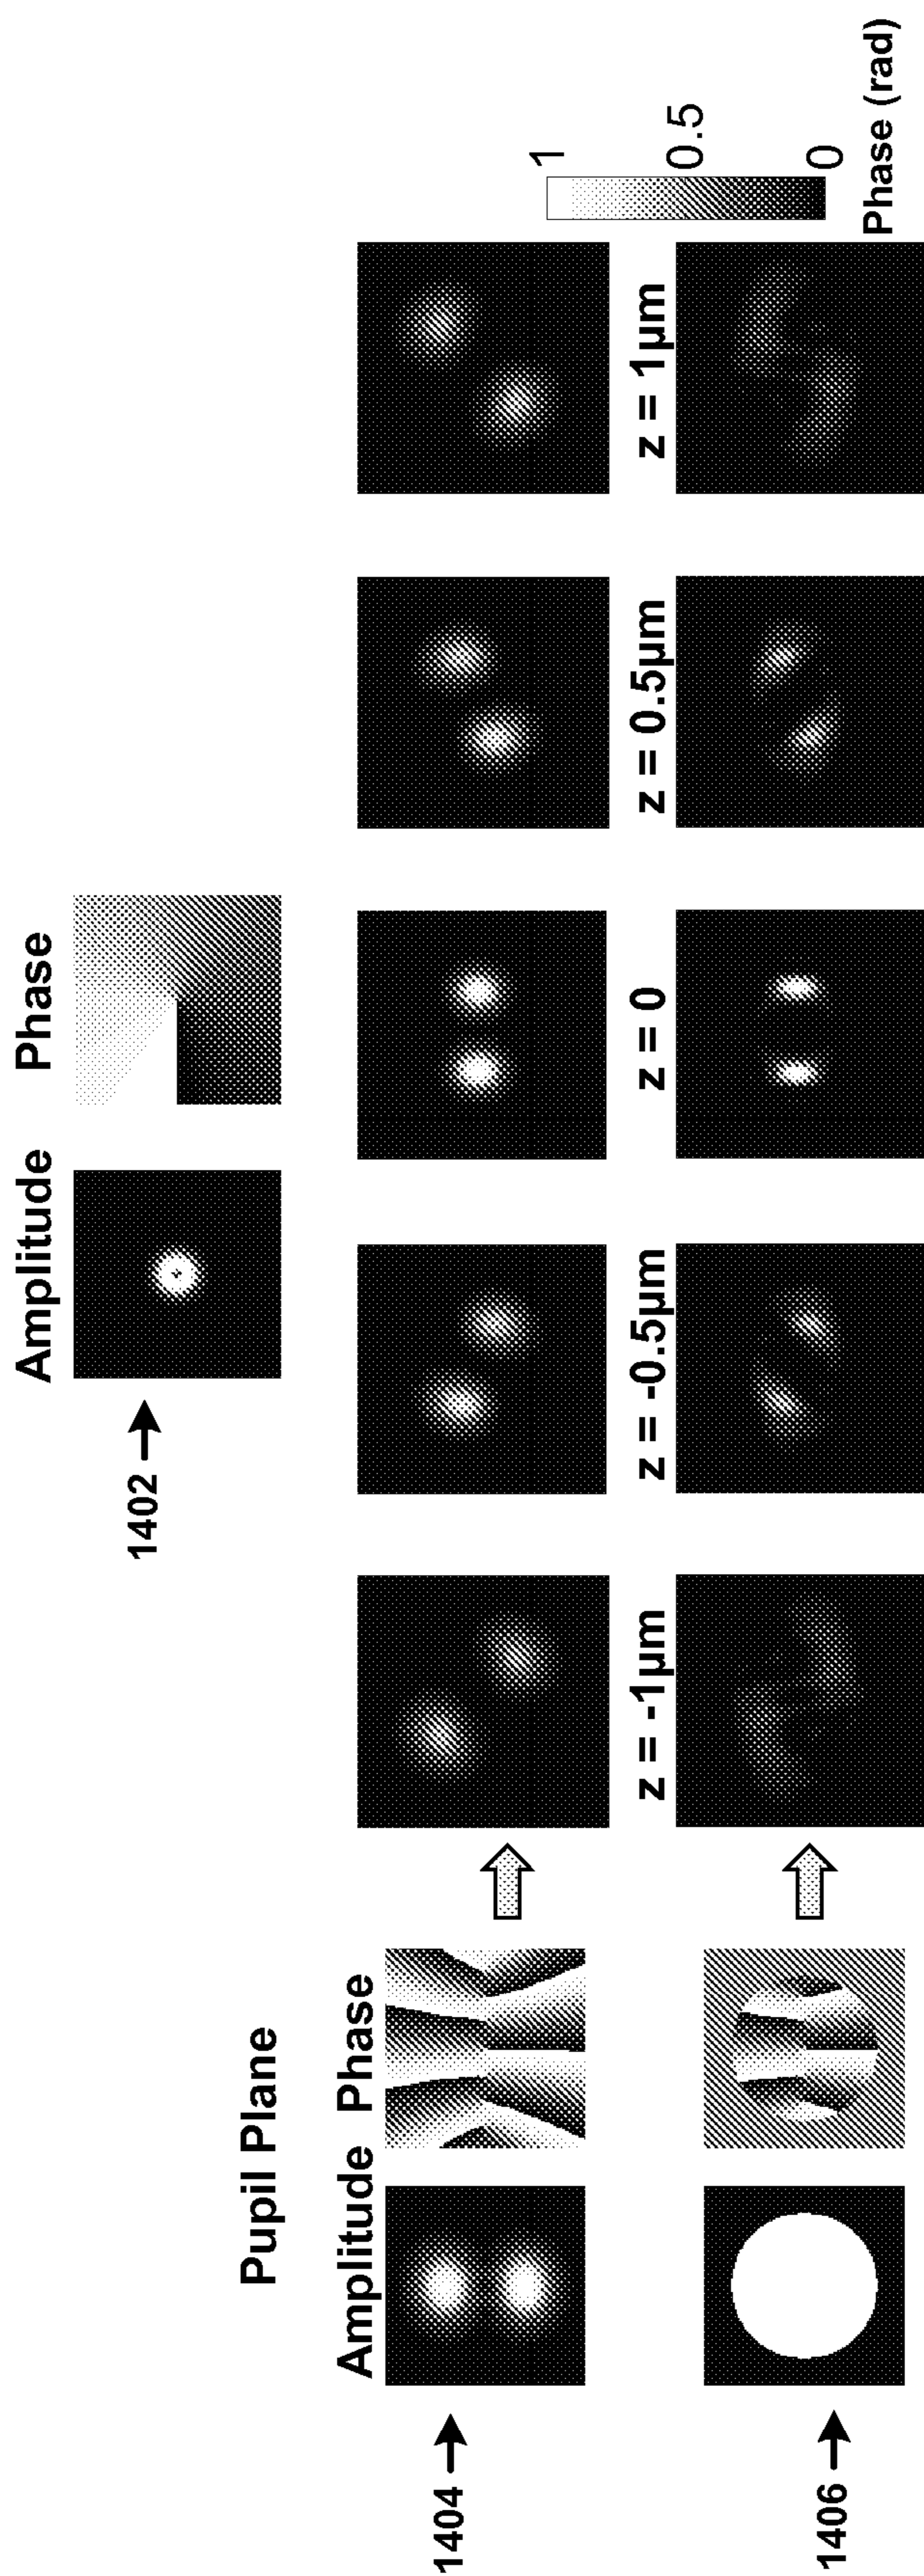 Amplitude Phase
1402
Pupil Plane
Amplitude Phase
1404
z = -1µm z = -0.5µm z = 0 z = 0.5µm z = 1µm
1406
1
0.5
0
Phase (rad)